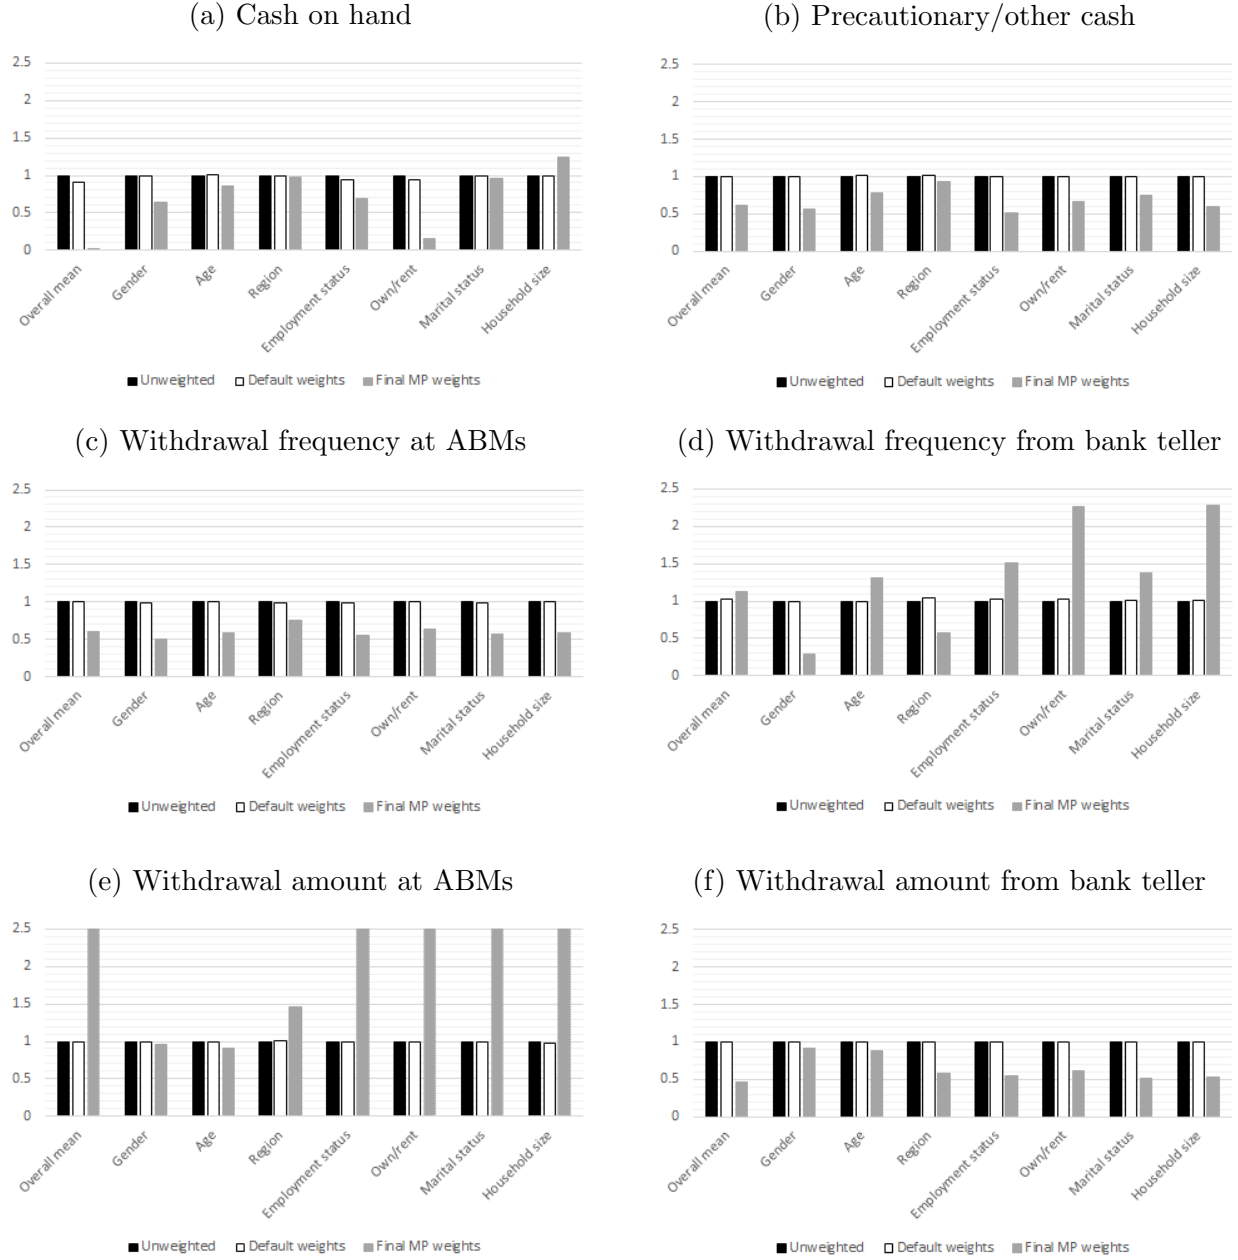 (a) Cash on hand
2.5
2
1.5
1
0.5
0
Overall mean
Gender
Age
Region
Employment status
Own/rent
Marital status
Household size
Unweighted Default weights Final MP weights
(b) Precautionary/other cash
2.5
2
1.5
1
0.5
0
Overall mean
Gender
Age
Region
Employment status
Own/rent
Marital status
Household size
Unweighted Default weights Final MP weights
(c) Withdrawal frequency at ABMs
2.5
2
1.5
1
0.5
0
Overall mean
Gender
Age
Region
Employment status
Own/rent
Marital status
Household size
Unweighted Default weights Final MP weights
(d) Withdrawal frequency from bank teller
2.5
2
1.5
1
0.5
0
Overall mean
Gender
Age
Region
Employment status
Own/rent
Marital status
Household size
Unweighted Default weights Final MP weights
(e) Withdrawal amount at ABMs
2.5
2
1.5
1
0.5
0
Overall mean
Gender
Age
Region
Employment status
Own/rent
Marital status
Household size
Unweighted Default weights Final MP weights
(f) Withdrawal amount from bank teller
2.5
2
1.5
1
0.5
0
Overall mean
Gender
Age
Region
Employment status
Own/rent
Marital status
Household size
Unweighted Default weights Final MP weights